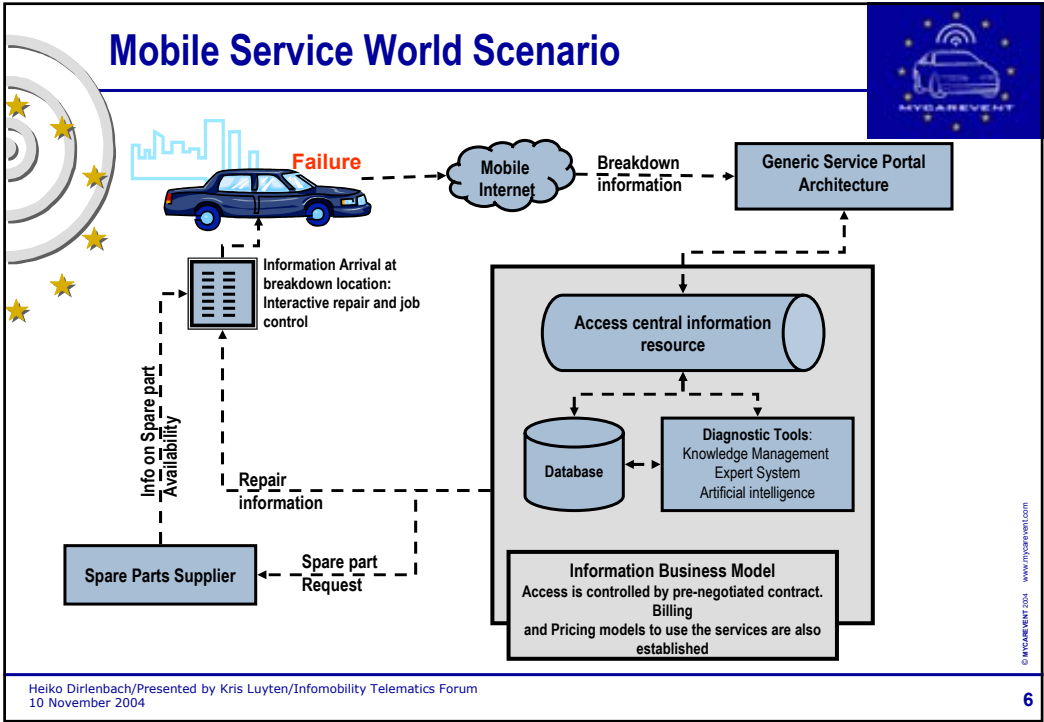 Mobile Service World Scenario
MYCAREVENT
Failure
Mobile
Internet
Breakdown
information
Generic Service Portal
Architecture
Information Arrival at
breakdown location:
Interactive repair and job
control
Access central information
resource
Info on Spare part
Availability
Database
Diagnostic Tools:
Knowledge Management
Expert System
Artificial intelligence
Repair
information
Spare Parts Supplier
Spare part
Request
Information Business Model
Access is controlled by pre-negotiated contract.
Billing
and Pricing models to use the services are also
established
© MYCAREVENT 2004 www.mycarevent.com
Heiko Dirlenbach/Presented by Kris Luyten/Infomobility Telematics Forum
10 November 2004
6